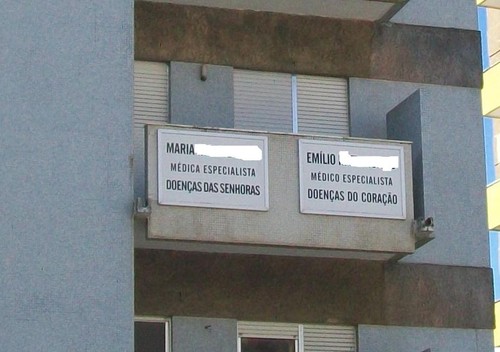 MARIA
MÉDICA ESPECIALISTA
DOENÇAS DAS SENHORAS
EMÍLIO
MÉDICO ESPECIALISTA
DOENÇAS DO CORAÇÃO